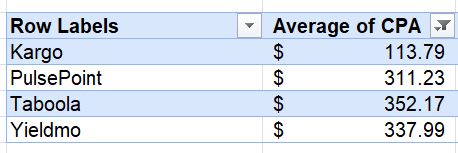 Row Labels Average of CPA
Kargo $ 113.79
PulsePoint $ 311.23
Taboola $ 352.17
Yieldmo $ 337.99